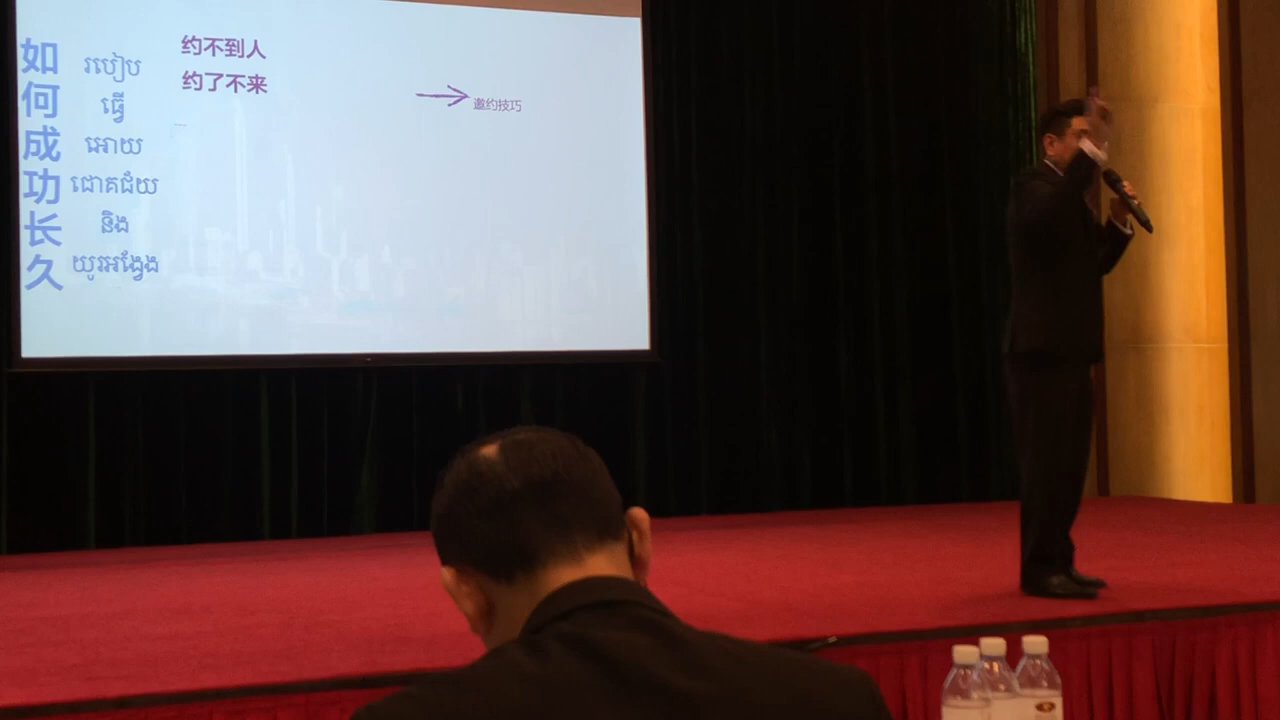 如何成功长久
របៀប
ធ្វើ
អោយ
ជោគជ័យ
និង
យូរអង្វែង
约不到人
约了不来
邀约技巧